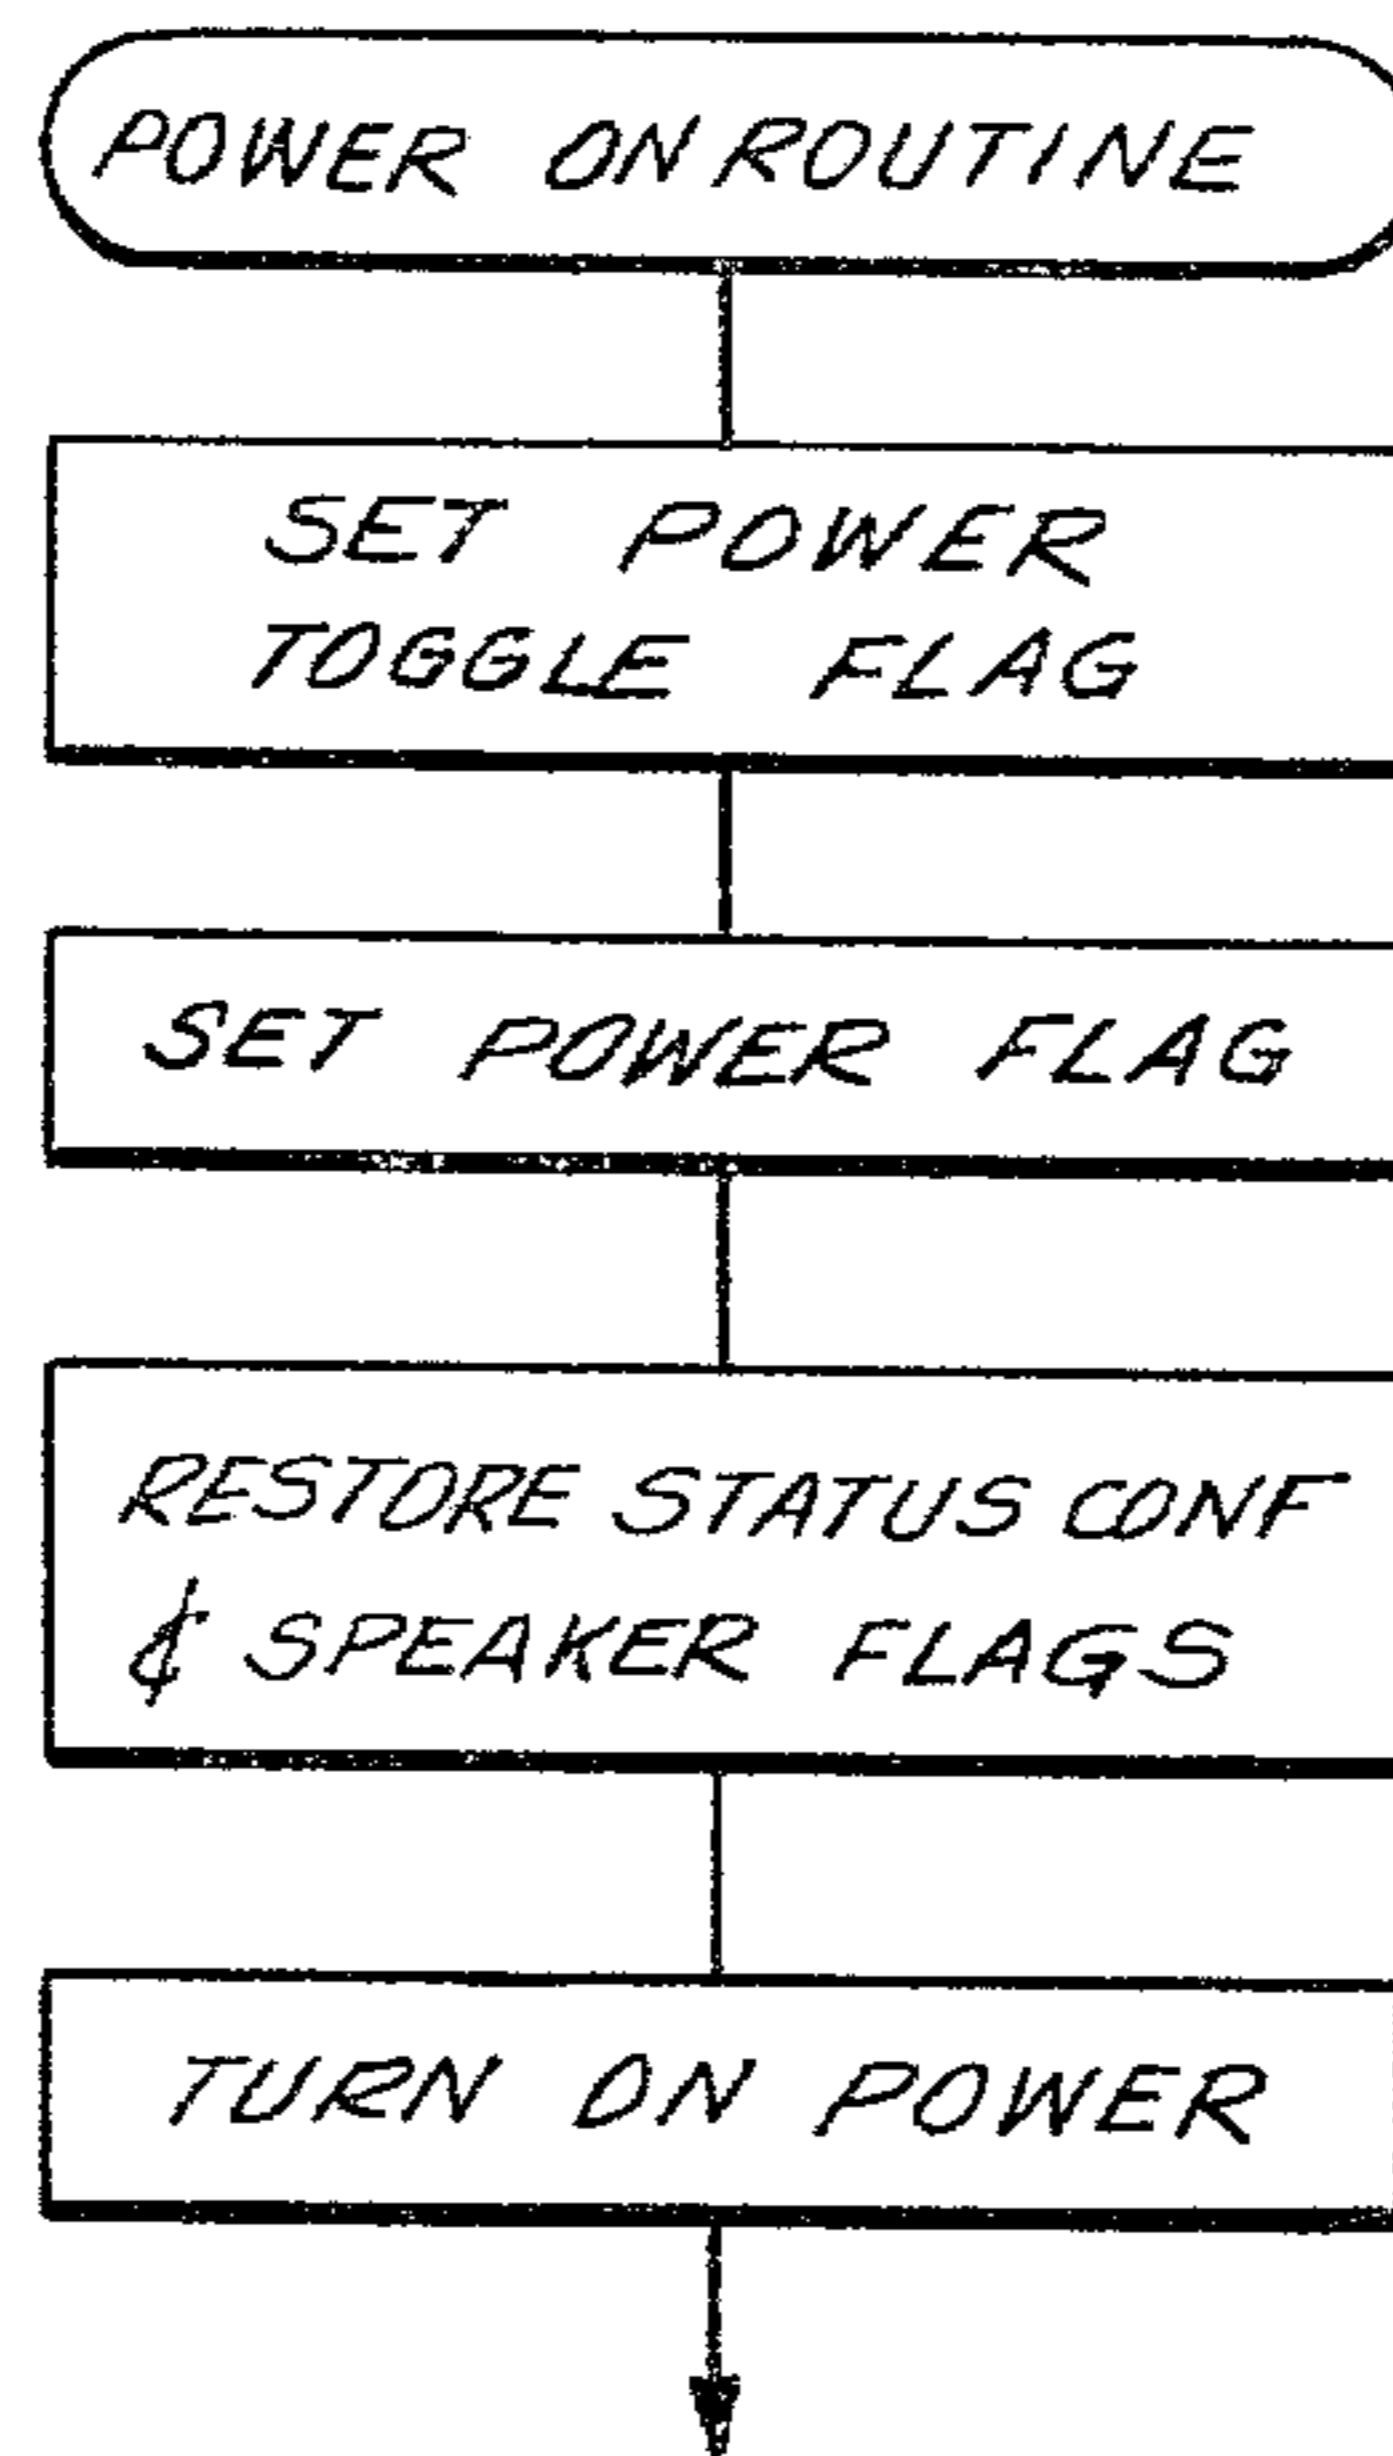 POWER ON ROUTINE
SET POWER
TOGGLE FLAG
SET POWER FLAG
RESTORE STATUS CONF
& SPEAKER FLAGS
TURN ON POWER